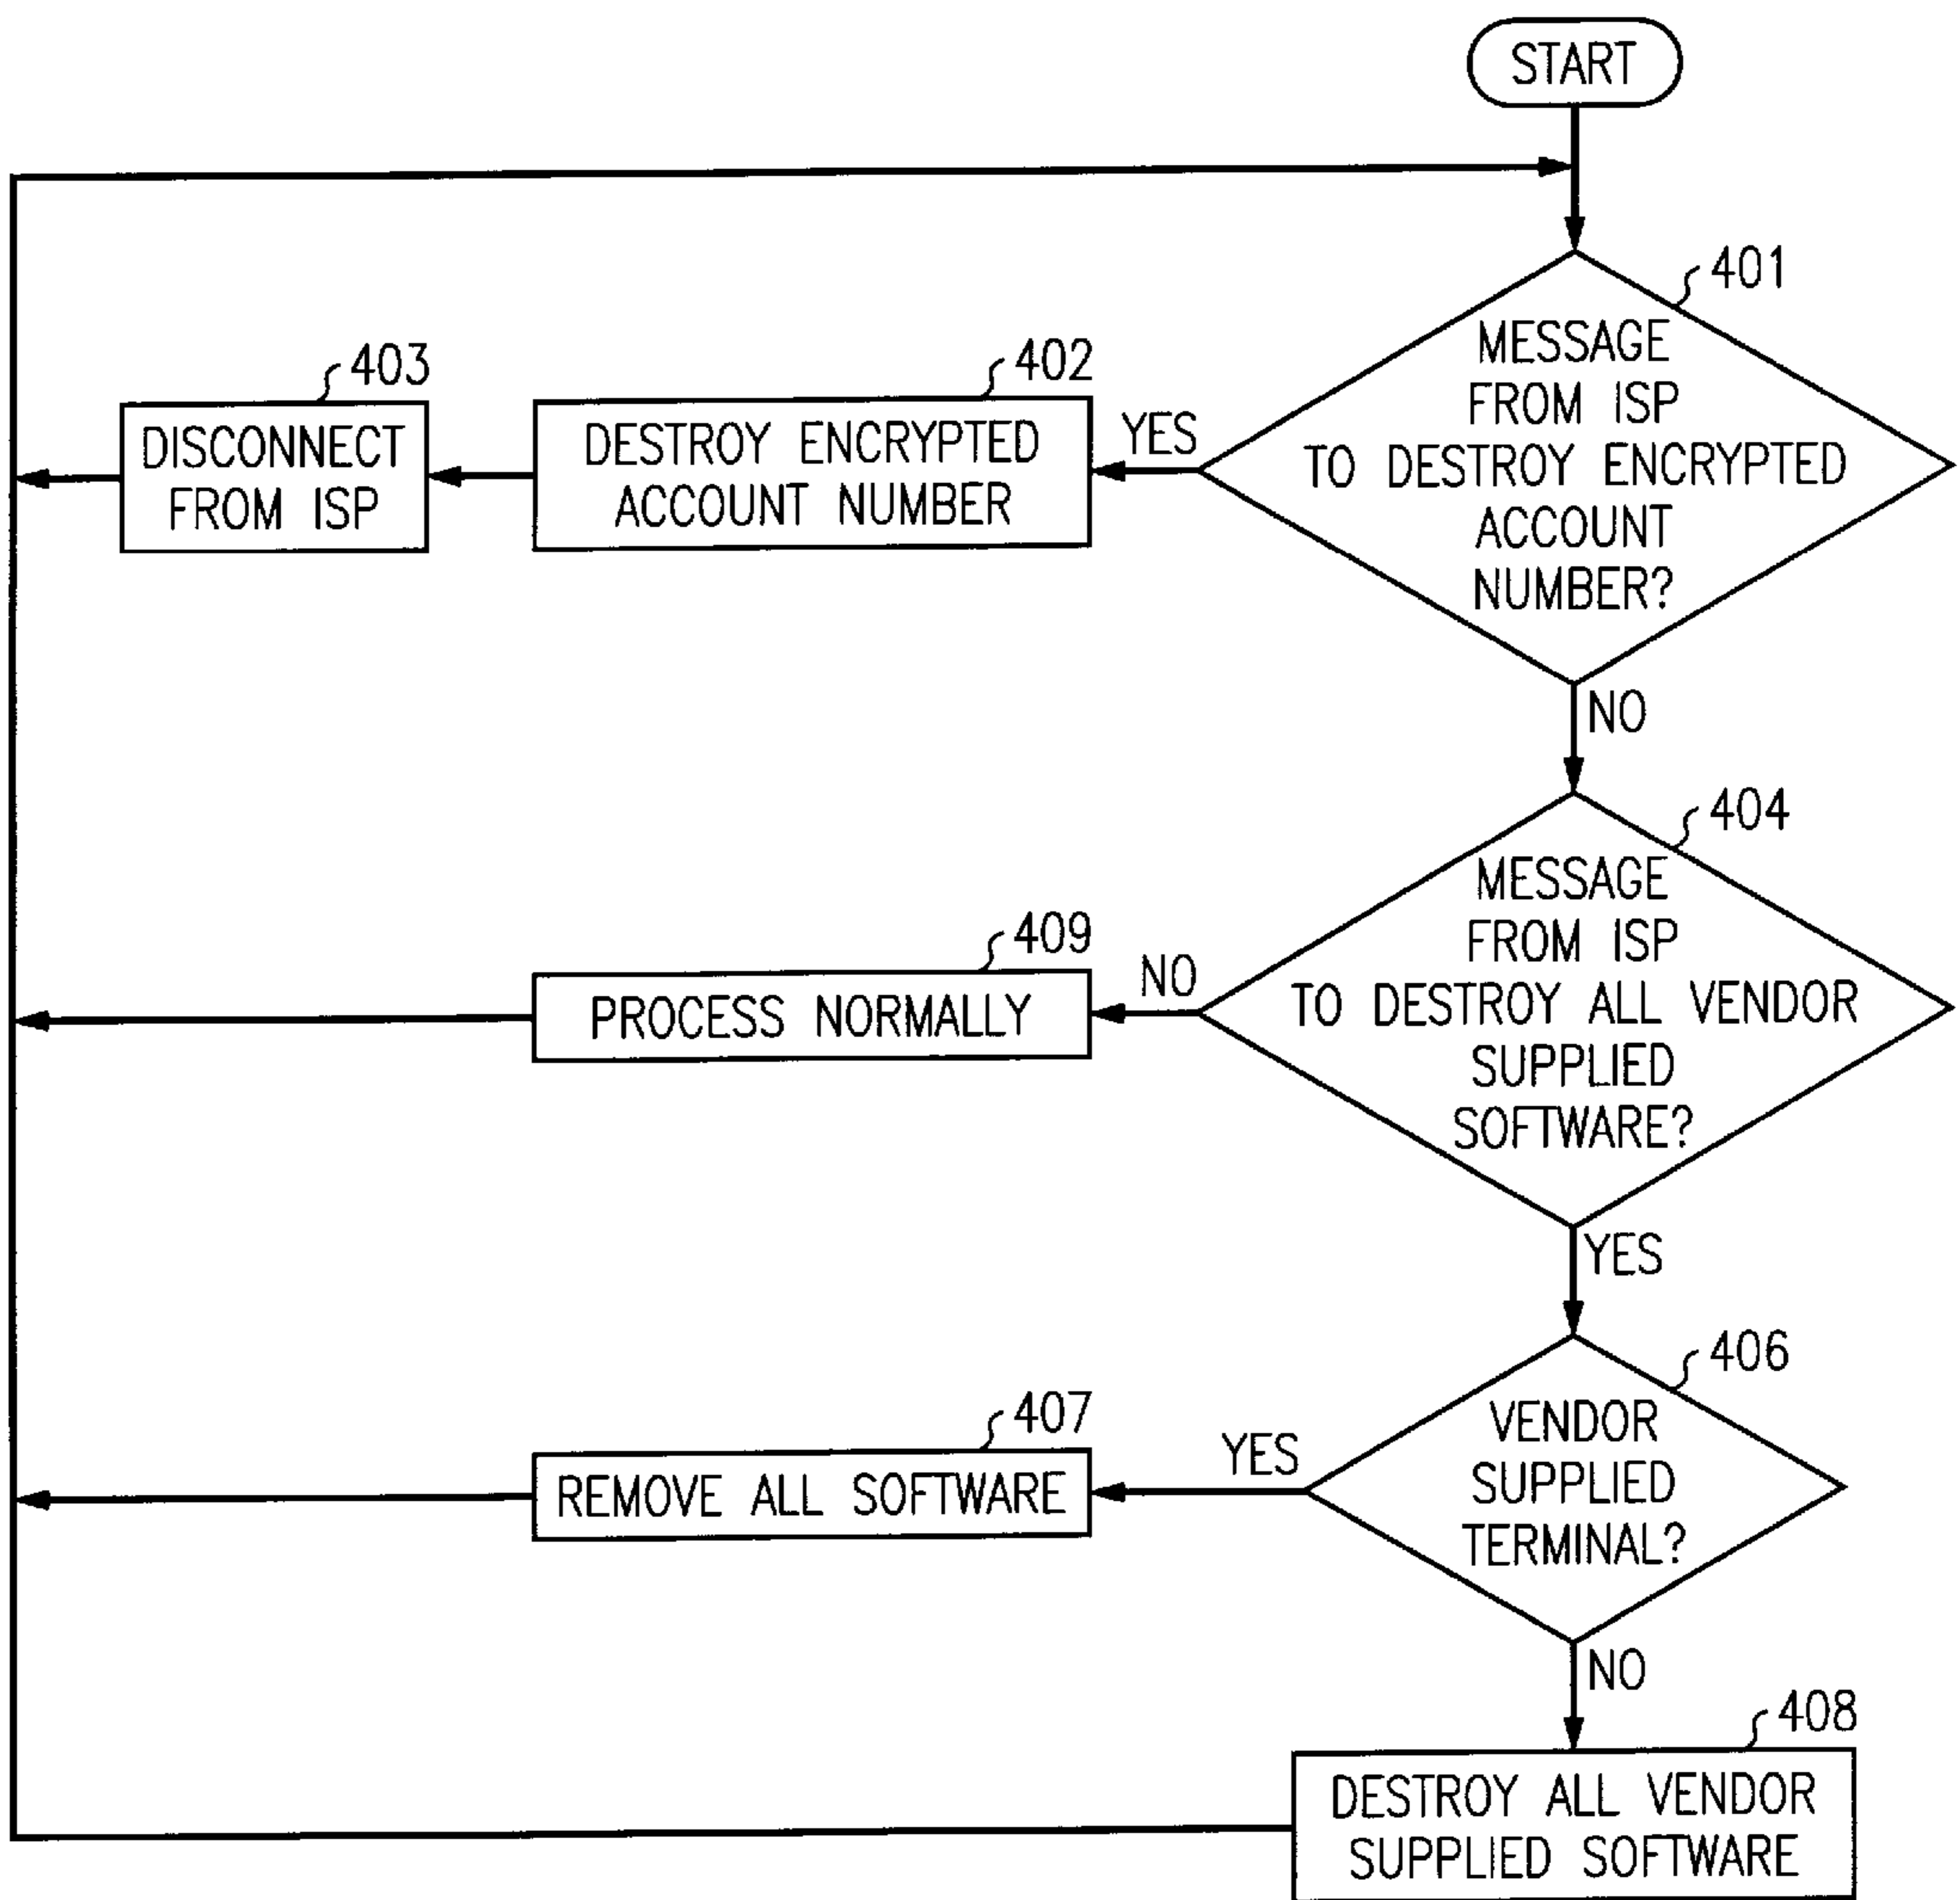 START
401
MESSAGE
FROM ISP
TO DESTROY ENCRYPTED
ACCOUNT
NUMBER?
YES
402
DESTROY ENCRYPTED
ACCOUNT NUMBER
403
DISCONNECT
FROM ISP
NO
404
MESSAGE
FROM ISP
TO DESTROY ALL VENDOR
SUPPLIED
SOFTWARE?
NO
409
PROCESS NORMALLY
YES
406
VENDOR
SUPPLIED
TERMINAL?
YES
407
REMOVE ALL SOFTWARE
NO
408
DESTROY ALL VENDOR
SUPPLIED SOFTWARE